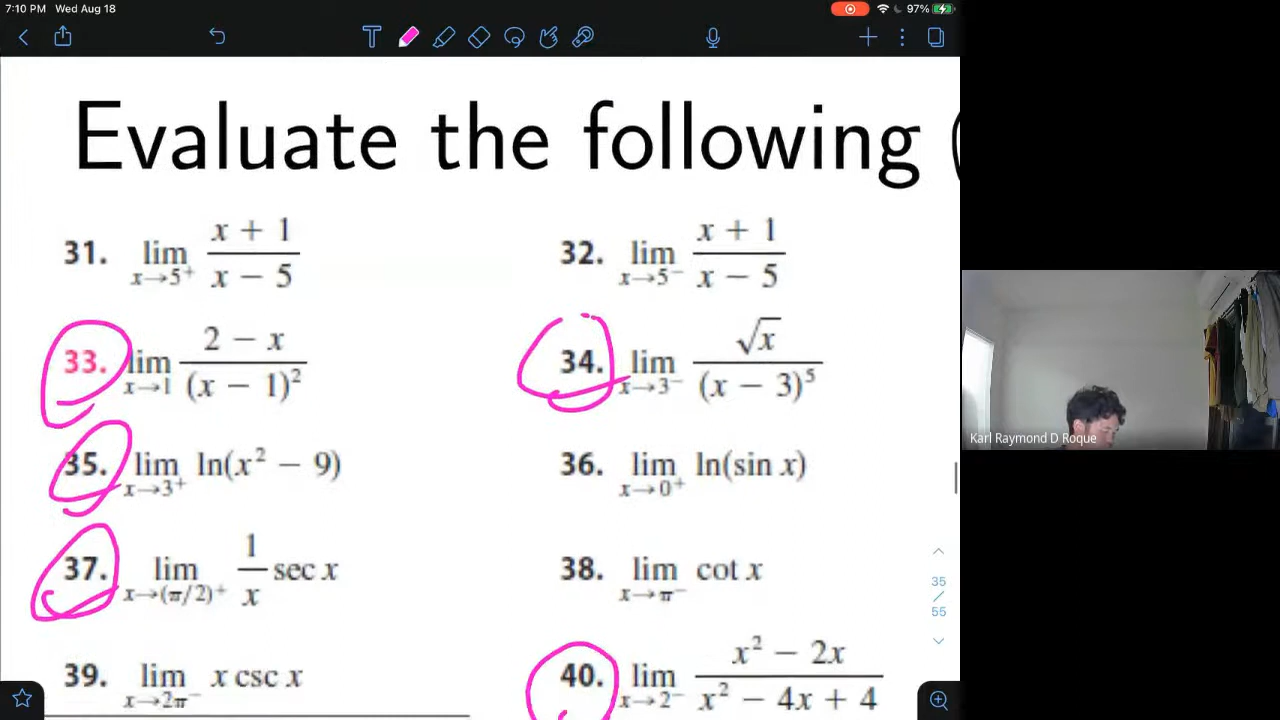 7:10 PM Wed Aug 18
97%
Evaluate the following (
31. lim x→5⁺ (x + 1)/(x − 5)
32. lim x→5⁻ (x + 1)/(x − 5)
33. lim x→1 (2 − x)/(x − 1)²
34. lim x→3⁻ √x/(x − 3)⁵
35. lim x→3⁺ ln(x² − 9)
36. lim x→0⁺ ln(sin x)
37. lim x→(π/2)⁺ 1/x sec x
38. lim x→π⁻ cot x
39. lim x→2π⁻ x csc x
40. lim x→2⁻ (x² − 2x)/(x² − 4x + 4)
35
/
55
Karl Raymond D Roque